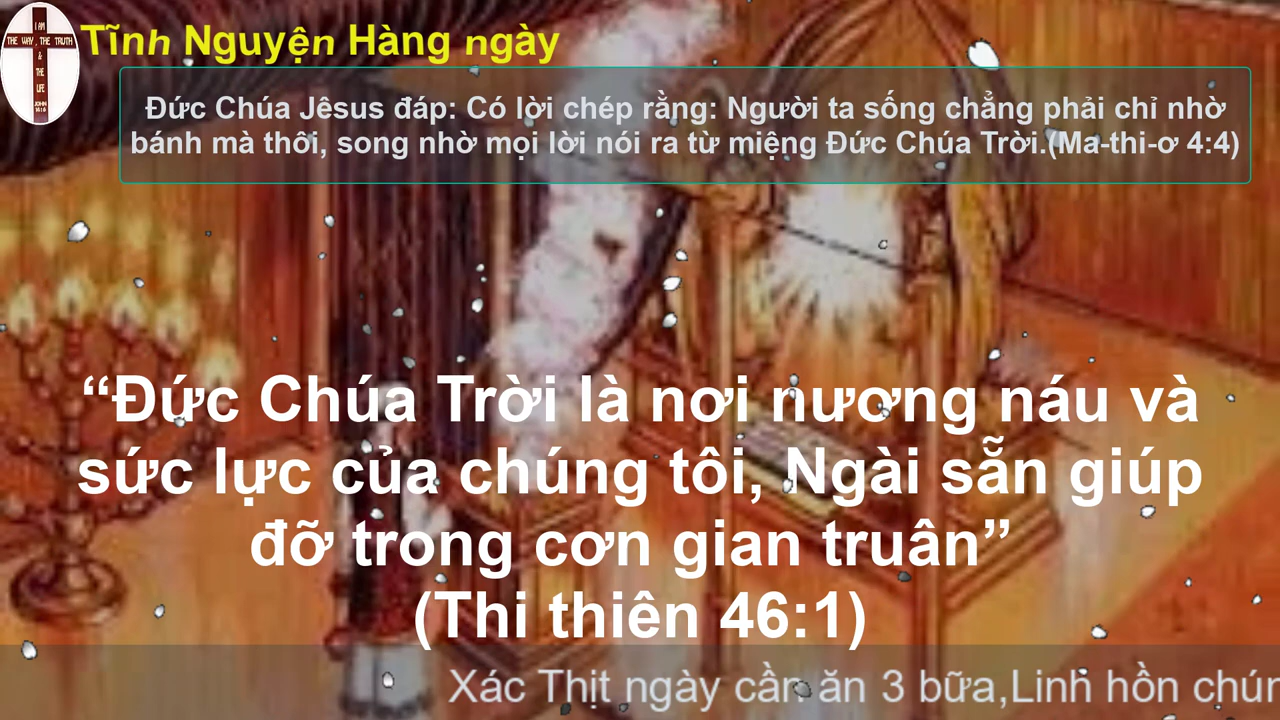 I AM
THE WAY, THE TRUTH
&
THE
LIFE
JOHN
Tĩnh Nguyện Hàng ngày
Đức Chúa Jêsus đáp: Có lời chép rằng: Người ta sống chẳng phải chỉ nhờ
bánh mà thôi, song nhờ mọi lời nói ra từ miệng Đức Chúa Trời.(Ma-thi-ơ 4:4)
“Đức Chúa Trời là nơi nương náu và
sức lực của chúng tôi, Ngài sẵn giúp
đỡ trong cơn gian truân”
(Thi thiên 46:1)
Xác Thịt ngày cần ăn 3 bữa,Linh hồn